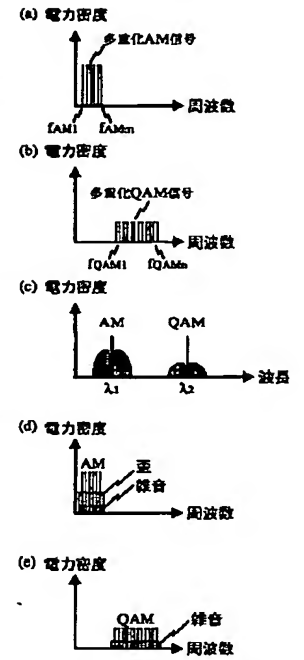 (a) 電力密度
多重化AM信号
周波数
fAM1 fAMn
(b) 電力密度
多重化QAM信号
周波数
fQAM1 fQAMn
(c) 電力密度
AM QAM
波長
λ1 λ2
(d) 電力密度
AM 歪
雑音
周波数
(e) 電力密度
QAM 雑音
周波数